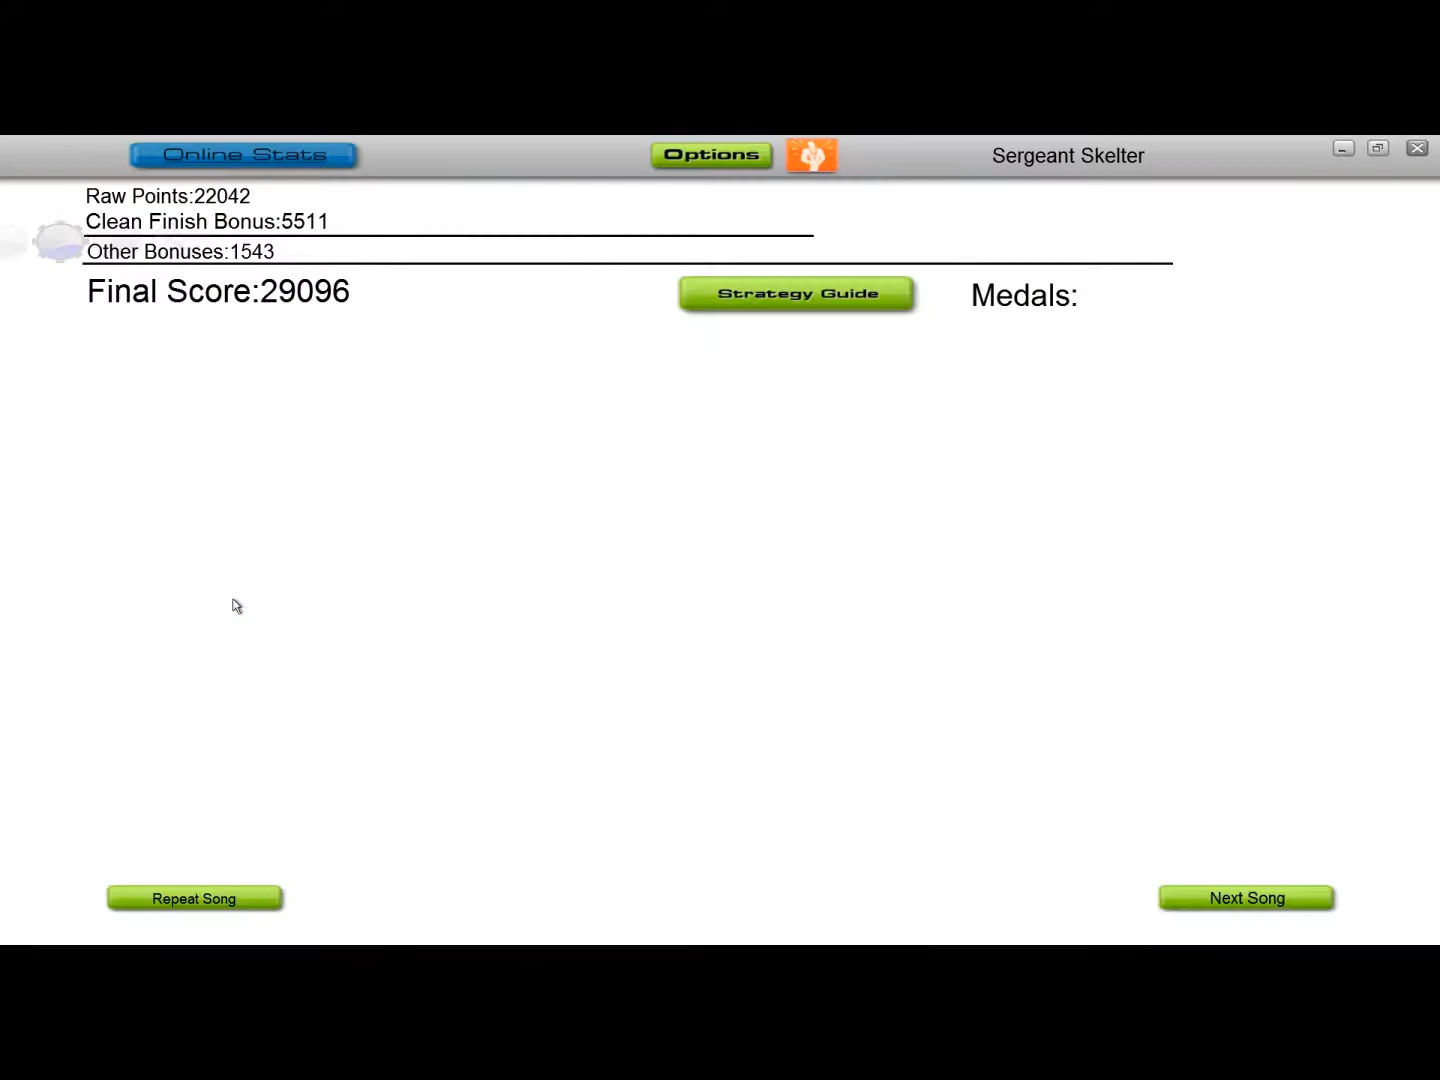 Online Stats
Options
Sergeant Skelter
Raw Points:22042
Clean Finish Bonus:5511
Other Bonuses:1543
Final Score:29096
Strategy Guide
Medals:
Repeat Song
Next Song